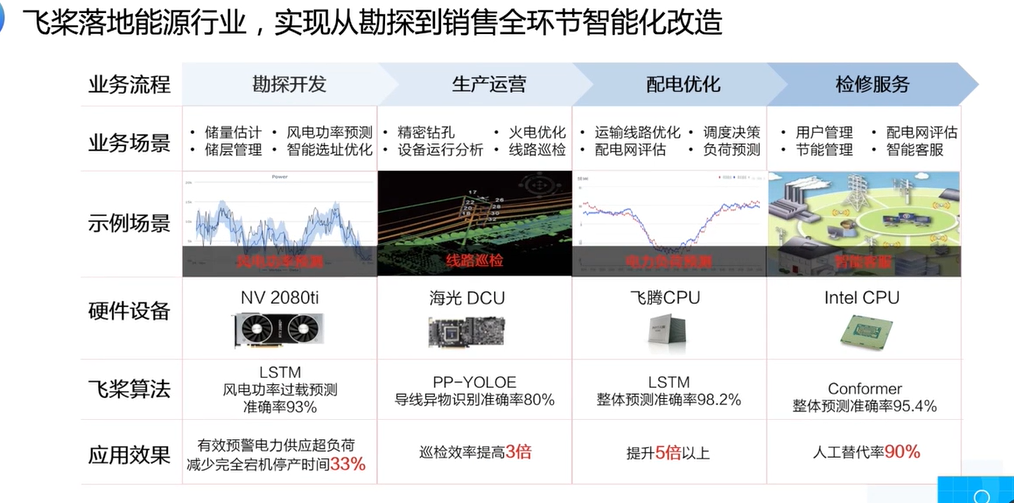 飞桨落地能源行业，实现从勘探到销售全环节智能化改造
业务流程 勘探开发 生产运营 配电优化 检修服务
业务场景
• 储量估计 • 风电功率预测 • 精密钻孔 • 火电优化 • 运输线路优化 • 调度决策 • 用户管理 • 配电网评估
• 储层管理 • 智能选址优化 • 设备运行分析 • 线路巡检 • 配电网评估 • 负荷预测 • 节能管理 • 智能客服
示例场景
Power
17
22 26
20 28
18 30
32
风电功率预测 线路巡检 电力负荷预测 智能客服
硬件设备
NV 2080ti 海光 DCU 飞腾CPU Intel CPU
飞桨算法
LSTM
风电功率过载预测
准确率93%
PP-YOLOE
导线异物识别准确率80%
LSTM
整体预测准确率98.2%
Conformer
整体预测准确率95.4%
应用效果
有效预警电力供应超负荷
减少完全宕机停产时间33%
巡检效率提高3倍
提升5倍以上
人工替代率90%